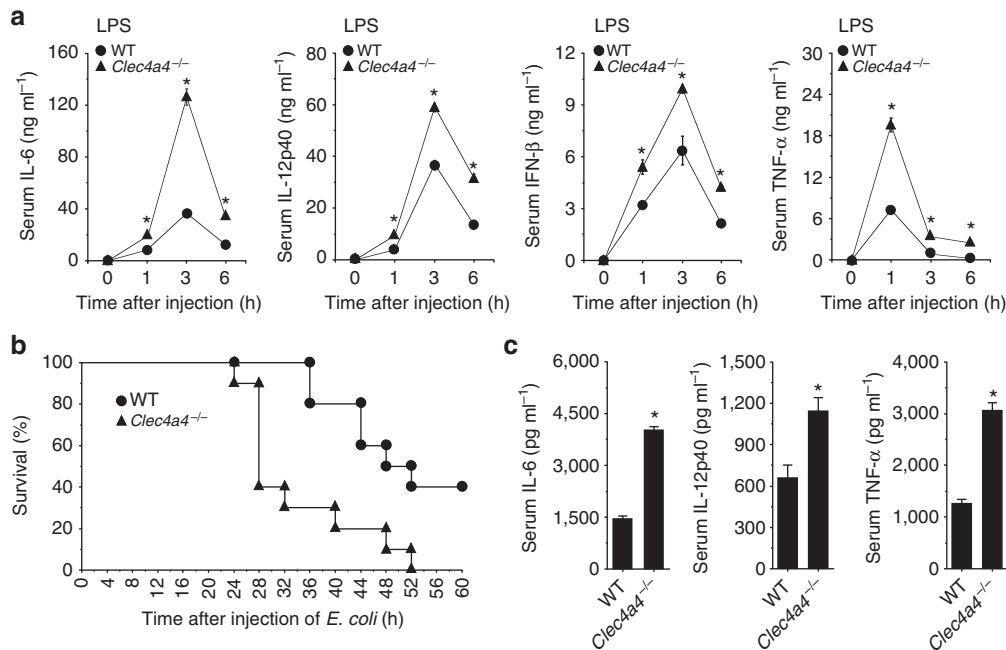 a
LPS
WT
Clec4a4−/−
Serum IL-6 (ng ml−1)
160
120
80
40
0
0 1 3 6
Time after injection (h)
LPS
WT
Clec4a4−/−
Serum IL-12p40 (ng ml−1)
80
60
40
20
0
0 1 3 6
Time after injection (h)
LPS
WT
Clec4a4−/−
Serum IFN-β (ng ml−1)
12
9
6
3
0
0 1 3 6
Time after injection (h)
LPS
WT
Clec4a4−/−
Serum TNF-α (ng ml−1)
30
24
18
12
6
0
0 1 3 6
Time after injection (h)
* * *
* * *
* * * *
* * *
b
WT
Clec4a4−/−
Survival (%)
100
80
60
40
20
0
0 4 8 12 16 20 24 28 32 36 40 44 48 52 56 60
Time after injection of E. coli (h)
c
Serum IL-6 (pg ml−1)
6,000
4,500
3,000
1,500
0
*
WT
Clec4a4−/−
Serum IL-12p40 (pg ml−1)
1,500
1,200
900
600
300
0
*
WT
Clec4a4−/−
Serum TNF-α (pg ml−1)
4,000
3,000
2,000
1,000
0
*
WT
Clec4a4−/−